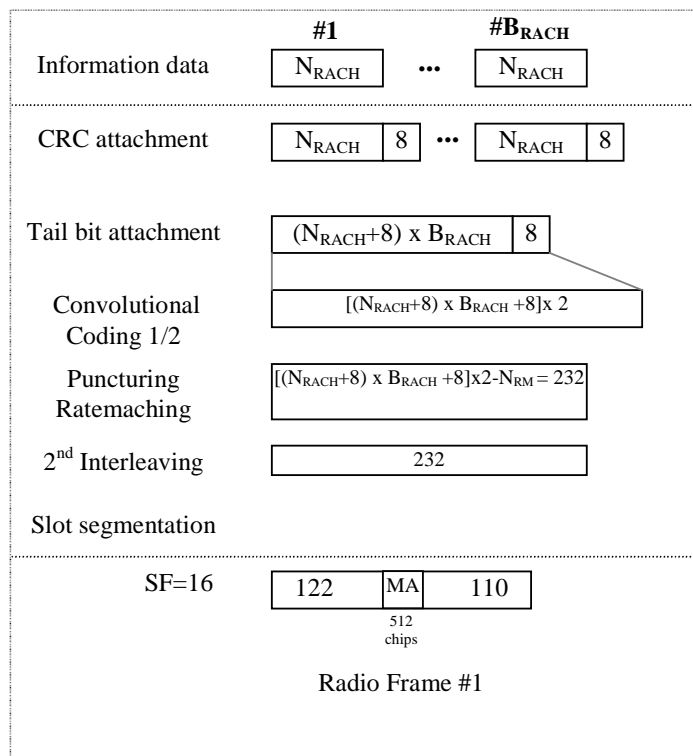 #1 #B_RACH
Information data N_RACH ... N_RACH
CRC attachment N_RACH 8 ... N_RACH 8
Tail bit attachment (N_RACH+8) x B_RACH 8
Convolutional
Coding 1/2
[(N_RACH+8) x B_RACH +8]x 2
Puncturing
Ratemaching
[(N_RACH+8) x B_RACH +8]x2-N_RM = 232
2nd Interleaving 232
Slot segmentation
SF=16 122 MA 110
512
chips
Radio Frame #1